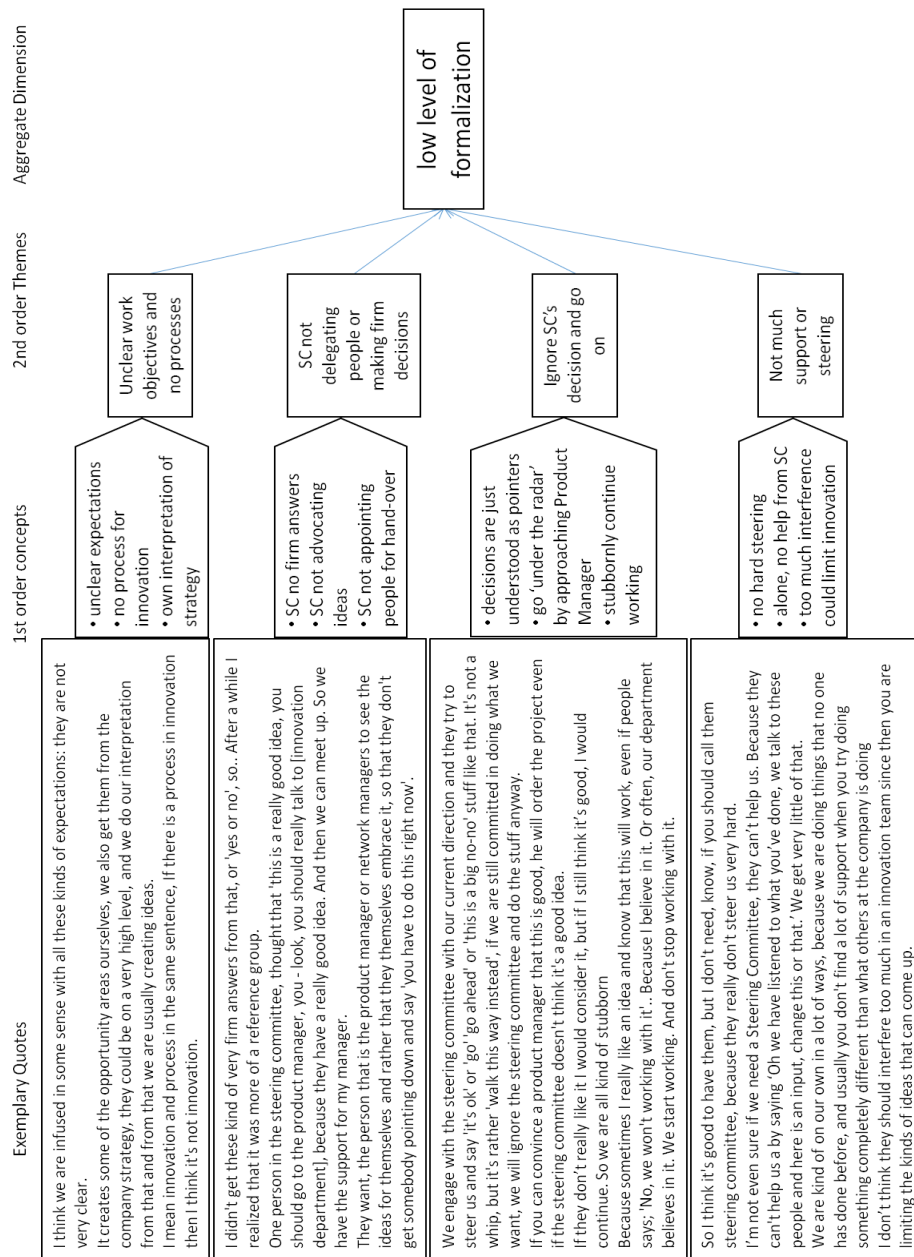 Exemplary Quotes
1st order concepts
2nd order Themes
Aggregate Dimension
I think we are infused in some sense with all these kinds of expectations: they are not
very clear.
It creates some of the opportunity areas ourselves, we also get them from the
company strategy, they could be on a very high level, and we do our interpretation
from that and from that we are usually creating ideas.
I mean innovation and process in the same sentence, If there is a process in innovation
then I think it's not innovation.
• unclear expectations
• no process for
innovation
• own interpretation of
strategy
Unclear work
objectives and
no processes
I didn't get these kind of very firm answers from that, or 'yes or no', so.. After a while I
realized that it was more of a reference group.
One person in the steering committee, thought that 'this is a really good idea, you
should go to the product manager, you - look, you should really talk to [innovation
department], because they have a really good idea. And then we can meet up. So we
have the support for my manager.
They want, the person that is the product manager or network managers to see the
ideas for themselves and rather that they themselves embrace it, so that they don't
get somebody pointing down and say 'you have to do this right now'.
• SC no firm answers
• SC not advocating
ideas
• SC not appointing
people for hand-over
SC not
delegating
people or
making firm
decisions
We engage with the steering committee with our current direction and they try to
steer us and say 'it's ok' or 'go' 'go ahead' or 'this is a big no-no' stuff like that. It's not a
whip, but it's rather 'walk this way instead', if we are still committed in doing what we
want, we will ignore the steering committee and do the stuff anyway.
If you can convince a product manager that this is good, he will order the project even
if the steering committee doesn't think it's a good idea.
If they don't really like it I would consider it, but if I still think it's good, I would
continue. So we are all kind of stubborn
Because sometimes I really like an idea and know that this will work, even if people
says; 'No, we won't working with it'.. Because I believe in it. Or often, our department
believes in it. We start working. And don't stop working with it.
• decisions are just
understood as pointers
• go 'under the radar'
by approaching Product
Manager
• stubbornly continue
working
Ignore SC's
decision and go
on
So I think it's good to have them, but I don't need, know, if you should call them
steering committee, because they really don't steer us very hard.
I'm not even sure if we need a Steering Committee, they can't help us. Because they
can't help us a by saying 'Oh we have listened to what you've done, we talk to these
people and here is an input, change this or that.' We get very little of that.
We are kind of on our own in a lot of ways, because we are doing things that no one
has done before, and usually you don't find a lot of support when you try doing
something completely different than what others at the company is doing
I don't think they should interfere too much in an innovation team since then you are
limiting the kinds of ideas that can come up.
• no hard steering
• alone, no help from SC
• too much interference
could limit innovation
Not much
support or
steering
low level of
formalization